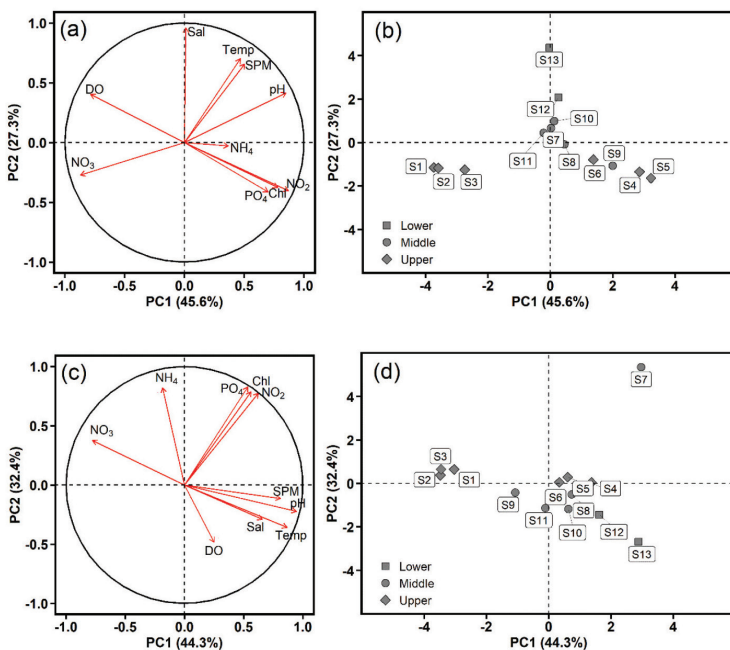 (a)
1.0
0.5
0.0
-0.5
-1.0
PC2 (27.3%)
Sal
Temp
SPM
DO
pH
NH4
NO3
NO2
PO4
Chl
-1.0 -0.5 0.0 0.5 1.0
PC1 (45.6%)
(b)
4
2
0
-2
-4
PC2 (27.3%)
S13
S12
S10
S7
S11
S8
S9
S1
S2
S3
S6
S5
S4
Lower
Middle
Upper
-6 -4 -2 0 2 4 6
PC1 (45.6%)
(c)
1.0
0.5
0.0
-0.5
-1.0
PC2 (32.4%)
NH4
Chl
PO4
NO2
NO3
SPM
pH
Sal
Temp
DO
-1.0 -0.5 0.0 0.5 1.0
PC1 (44.3%)
(d)
4
2
0
-2
-4
PC2 (32.4%)
S7
S3
S2
S1
S5
S4
S6
S9
S8
S11
S10
S12
S13
Lower
Middle
Upper
-6 -4 -2 0 2 4 6
PC1 (44.3%)